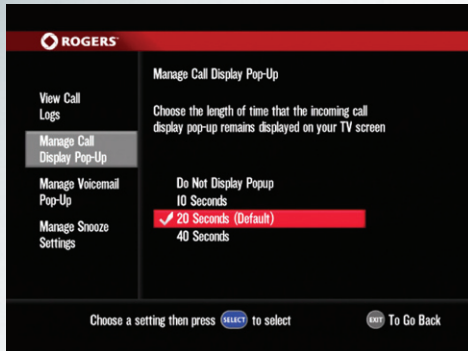 ROGERS
Manage Call Display Pop-Up
View Call
Logs
Choose the length of time that the incoming call
display pop-up remains displayed on your TV screen
Manage Call
Display Pop-Up
Manage Voicemail
Pop-Up
Manage Snooze
Settings
Do Not Display Popup
10 Seconds
20 Seconds (Default)
40 Seconds
Choose a setting then press SELECT to select
EXIT To Go Back